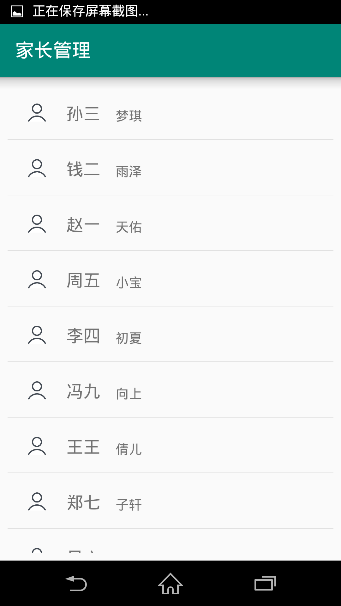 正在保存屏幕截图...
家长管理
孙三 梦琪
钱二 雨泽
赵一 天佑
周五 小宝
李四 初夏
冯九 向上
王王 倩儿
郑七 子轩